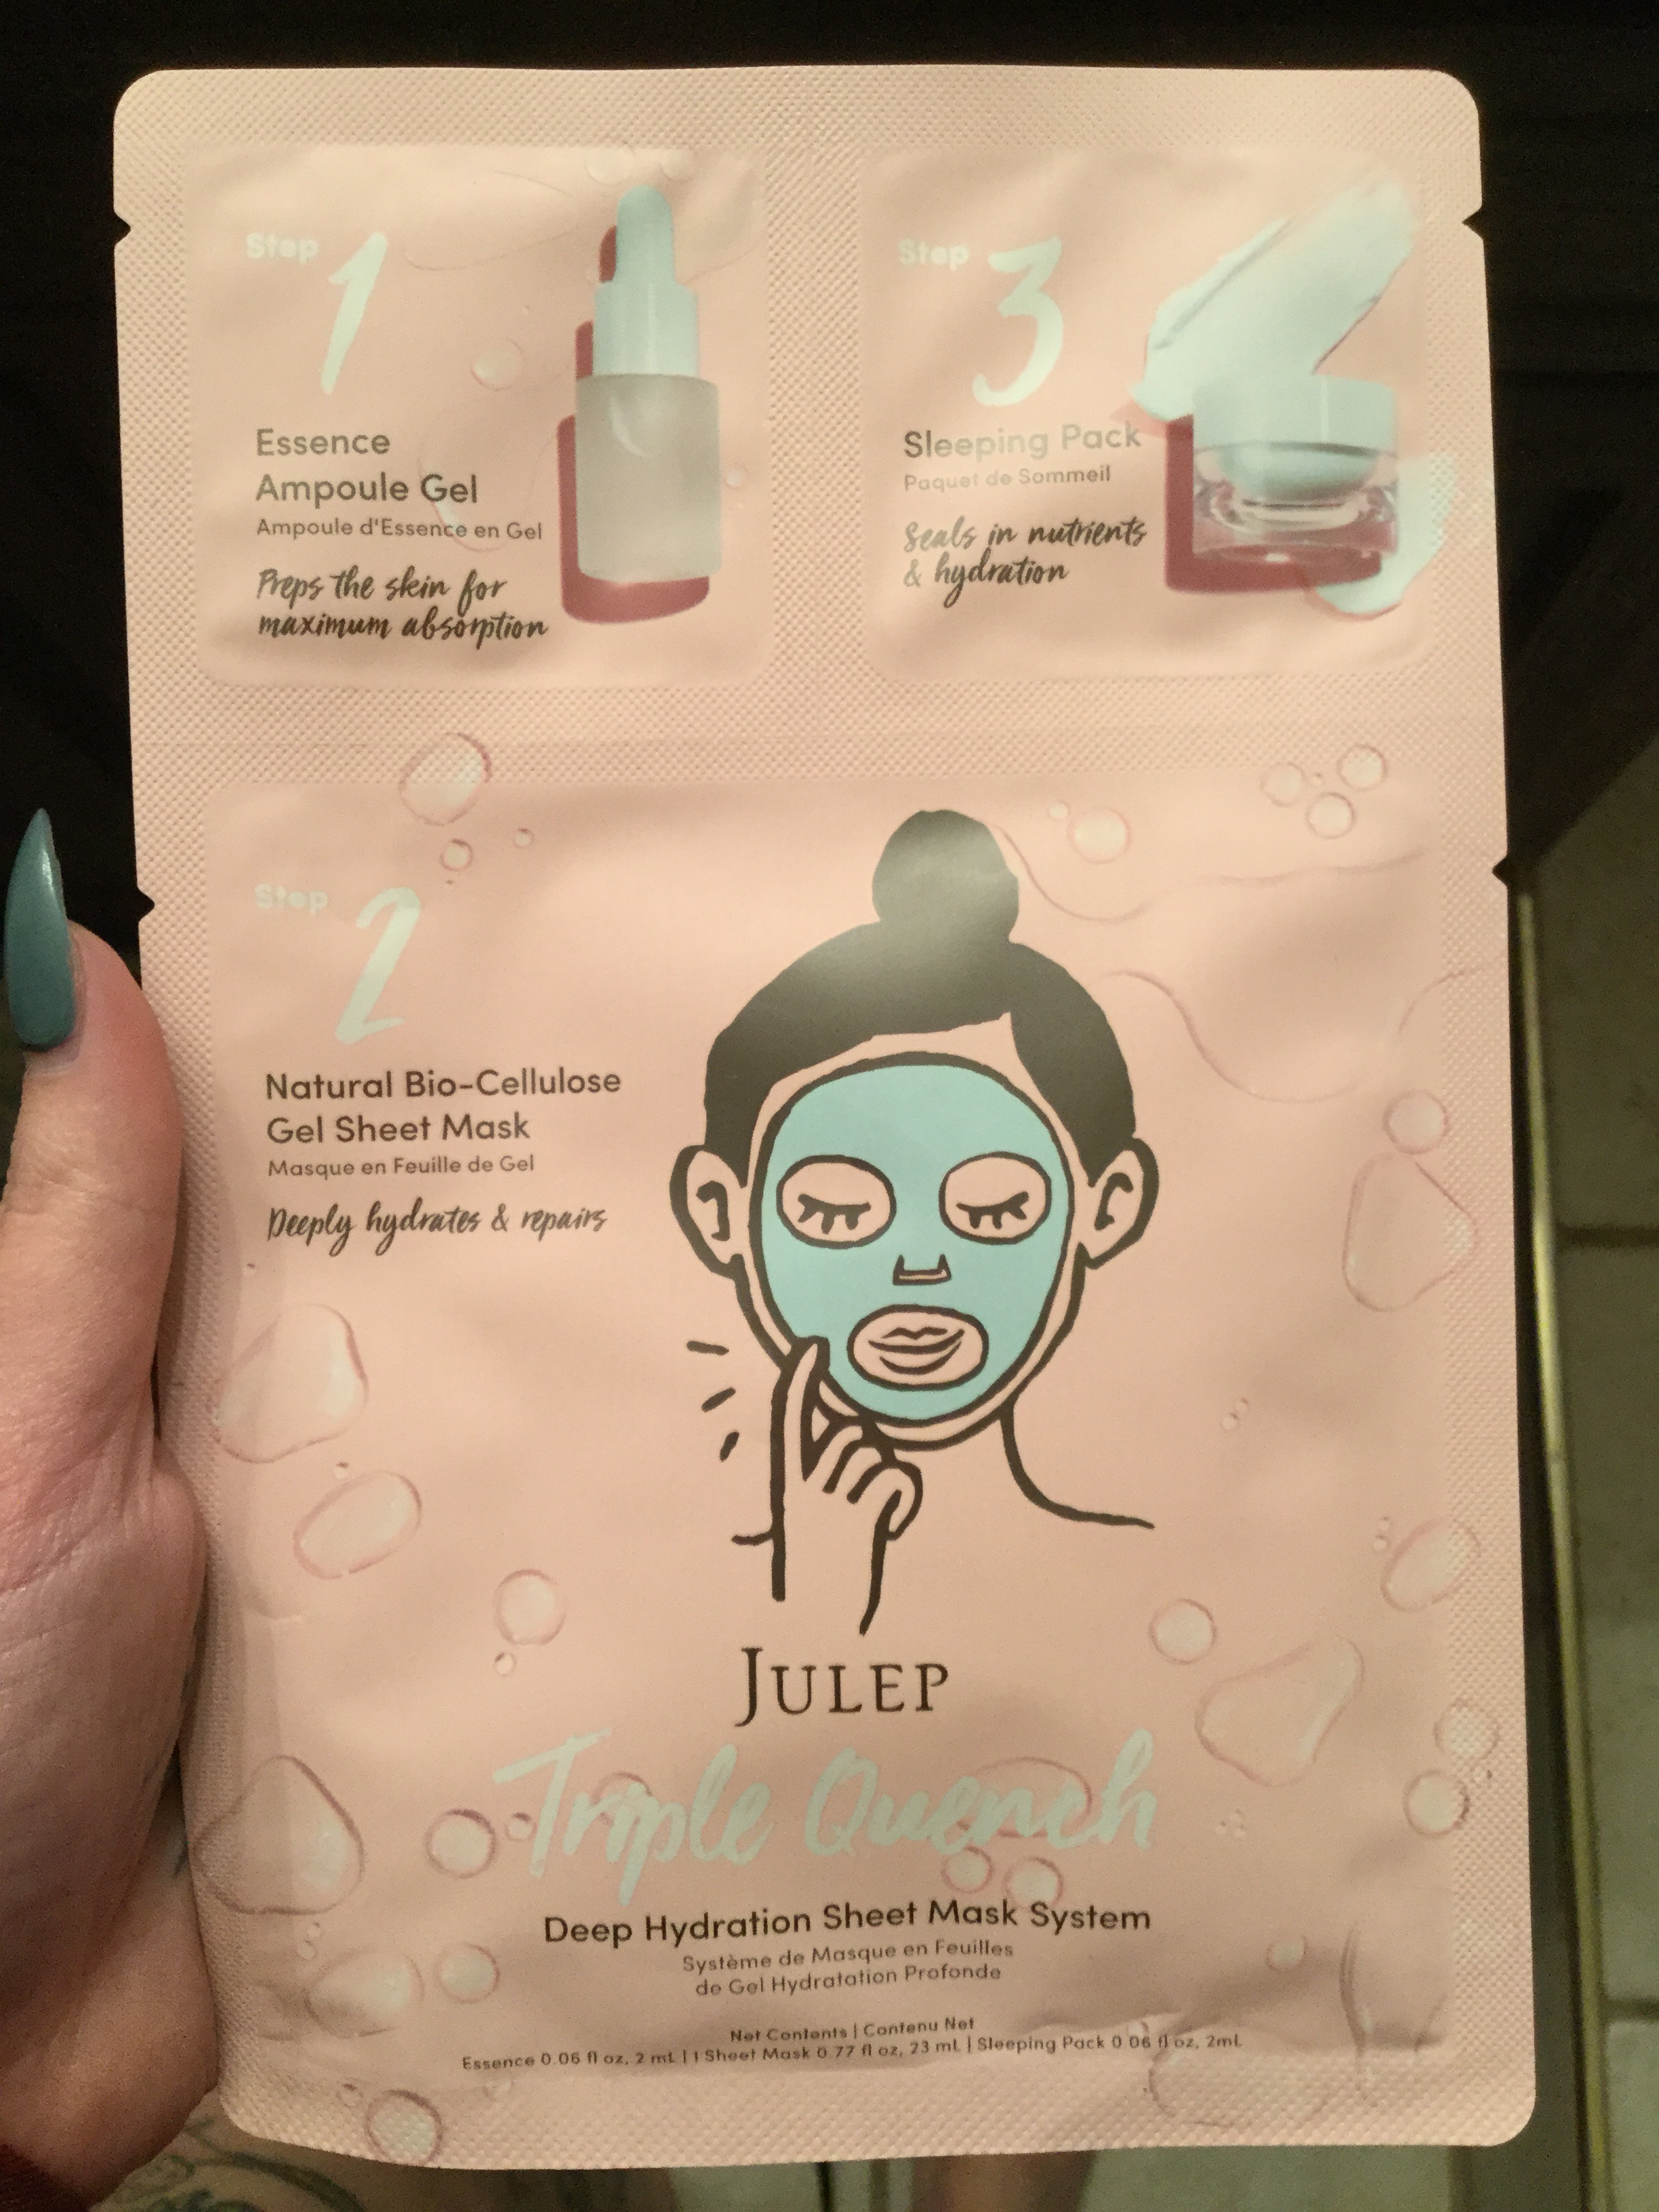 Step 1
Essence
Ampoule Gel
Ampoule d'Essence en Gel
Preps the skin for
maximum absorption
Step 3
Sleeping Pack
Paquet de Sommeil
Seals in nutrients
& hydration
Step 2
Natural Bio-Cellulose
Gel Sheet Mask
Masque en Feuille de Gel
Deeply hydrates & repairs
JULEP
Triple Quench
Deep Hydration Sheet Mask System
Système de Masque en Feuilles
de Gel Hydratation Profonde
Net Contents | Contenu Net
Essence 0.06 fl oz, 2 mL | 1 Sheet Mask 0.77 fl oz, 23 mL | Sleeping Pack 0.06 fl oz, 2mL